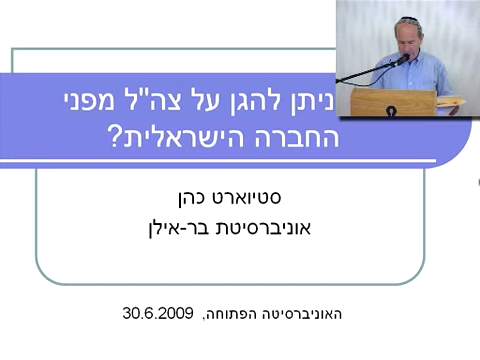 ניתן להגן על צה"ל מפני
החברה הישראלית?
סטיוארט כהן
אוניברסיטת בר-אילן
האוניברסיטה הפתוחה, 30.6.2009